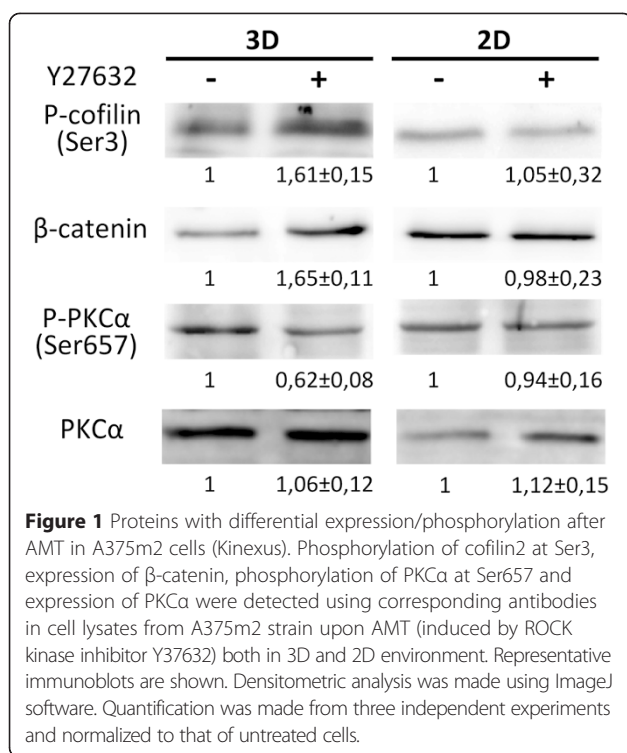 3D 2D
Y27632 - + - +
P-cofilin
(Ser3)
1 1,61±0,15 1 1,05±0,32
β-catenin
1 1,65±0,11 1 0,98±0,23
P-PKCα
(Ser657)
1 0,62±0,08 1 0,94±0,16
PKCα
1 1,06±0,12 1 1,12±0,15
Figure 1 Proteins with differential expression/phosphorylation after
AMT in A375m2 cells (Kinexus). Phosphorylation of cofilin2 at Ser3,
expression of β-catenin, phosphorylation of PKCα at Ser657 and
expression of PKCα were detected using corresponding antibodies
in cell lysates from A375m2 strain upon AMT (induced by ROCK
kinase inhibitor Y37632) both in 3D and 2D environment. Representative
immunoblots are shown. Densitometric analysis was made using ImageJ
software. Quantification was made from three independent experiments
and normalized to that of untreated cells.